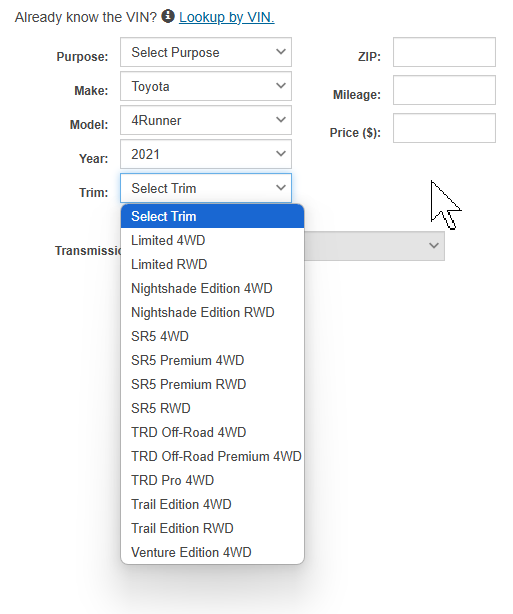 Already know the VIN? Lookup by VIN.
Purpose: Select Purpose ZIP:
Make: Toyota Mileage:
Model: 4Runner Price ($):
Year: 2021
Trim: Select Trim
Select Trim
Limited 4WD
Limited RWD
Nightshade Edition 4WD
Nightshade Edition RWD
SR5 4WD
SR5 Premium 4WD
SR5 Premium RWD
SR5 RWD
TRD Off-Road 4WD
TRD Off-Road Premium 4WD
TRD Pro 4WD
Trail Edition 4WD
Trail Edition RWD
Venture Edition 4WD